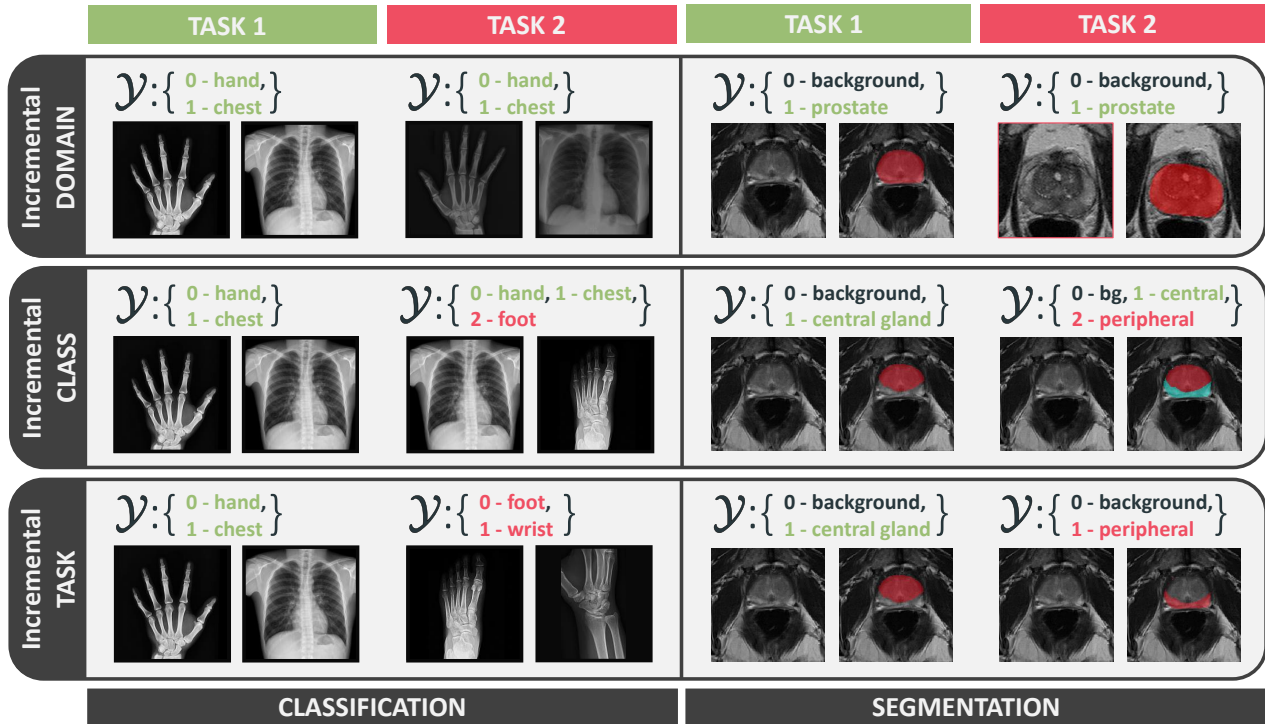 TASK 1
TASK 2
TASK 1
TASK 2
Incremental
DOMAIN
𝒴:{ 0 - hand,
1 - chest }
𝒴:{ 0 - hand,
1 - chest }
𝒴:{ 0 - background,
1 - prostate }
𝒴:{ 0 - background,
1 - prostate }
Incremental
CLASS
𝒴:{ 0 - hand,
1 - chest }
𝒴:{ 0 - hand, 1 - chest,
2 - foot }
𝒴:{ 0 - background,
1 - central gland }
𝒴:{ 0 - bg, 1 - central,
2 - peripheral }
Incremental
TASK
𝒴:{ 0 - hand,
1 - chest }
𝒴:{ 0 - foot,
1 - wrist }
𝒴:{ 0 - background,
1 - central gland }
𝒴:{ 0 - background,
1 - peripheral }
CLASSIFICATION
SEGMENTATION